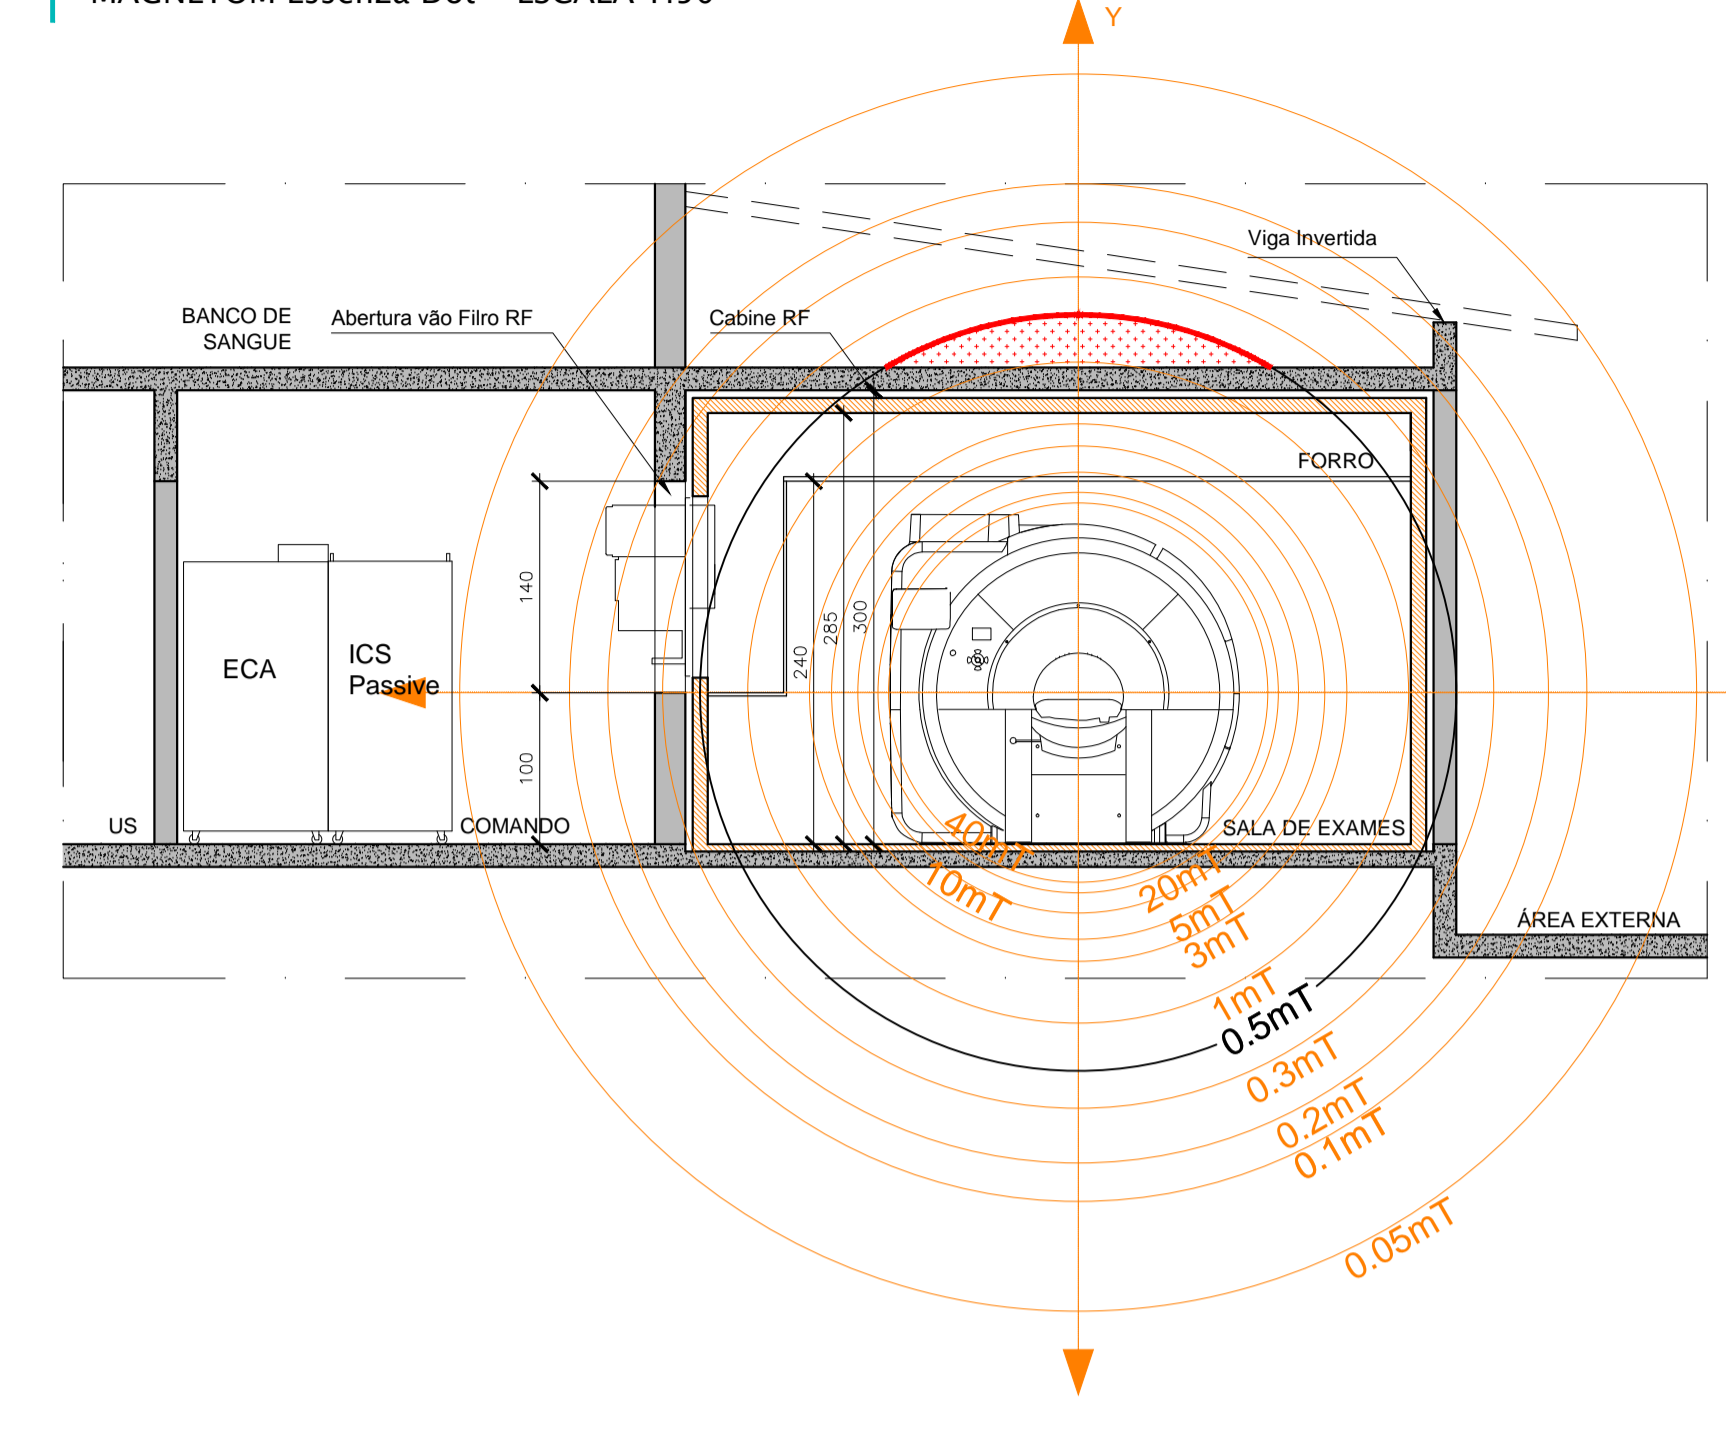 Y
Viga Invertida
BANCO DE
SANGUE
Abertura vão Filro RF
Cabine RF
FORRO
140
285
300
240
ECA
ICS
Passive
100
US
COMANDO
SALA DE EXAMES
40mT
10mT
20mT
5mT
3mT
ÁREA EXTERNA
1mT
0.5mT
0.3mT
0.2mT
0.1mT
0.05mT